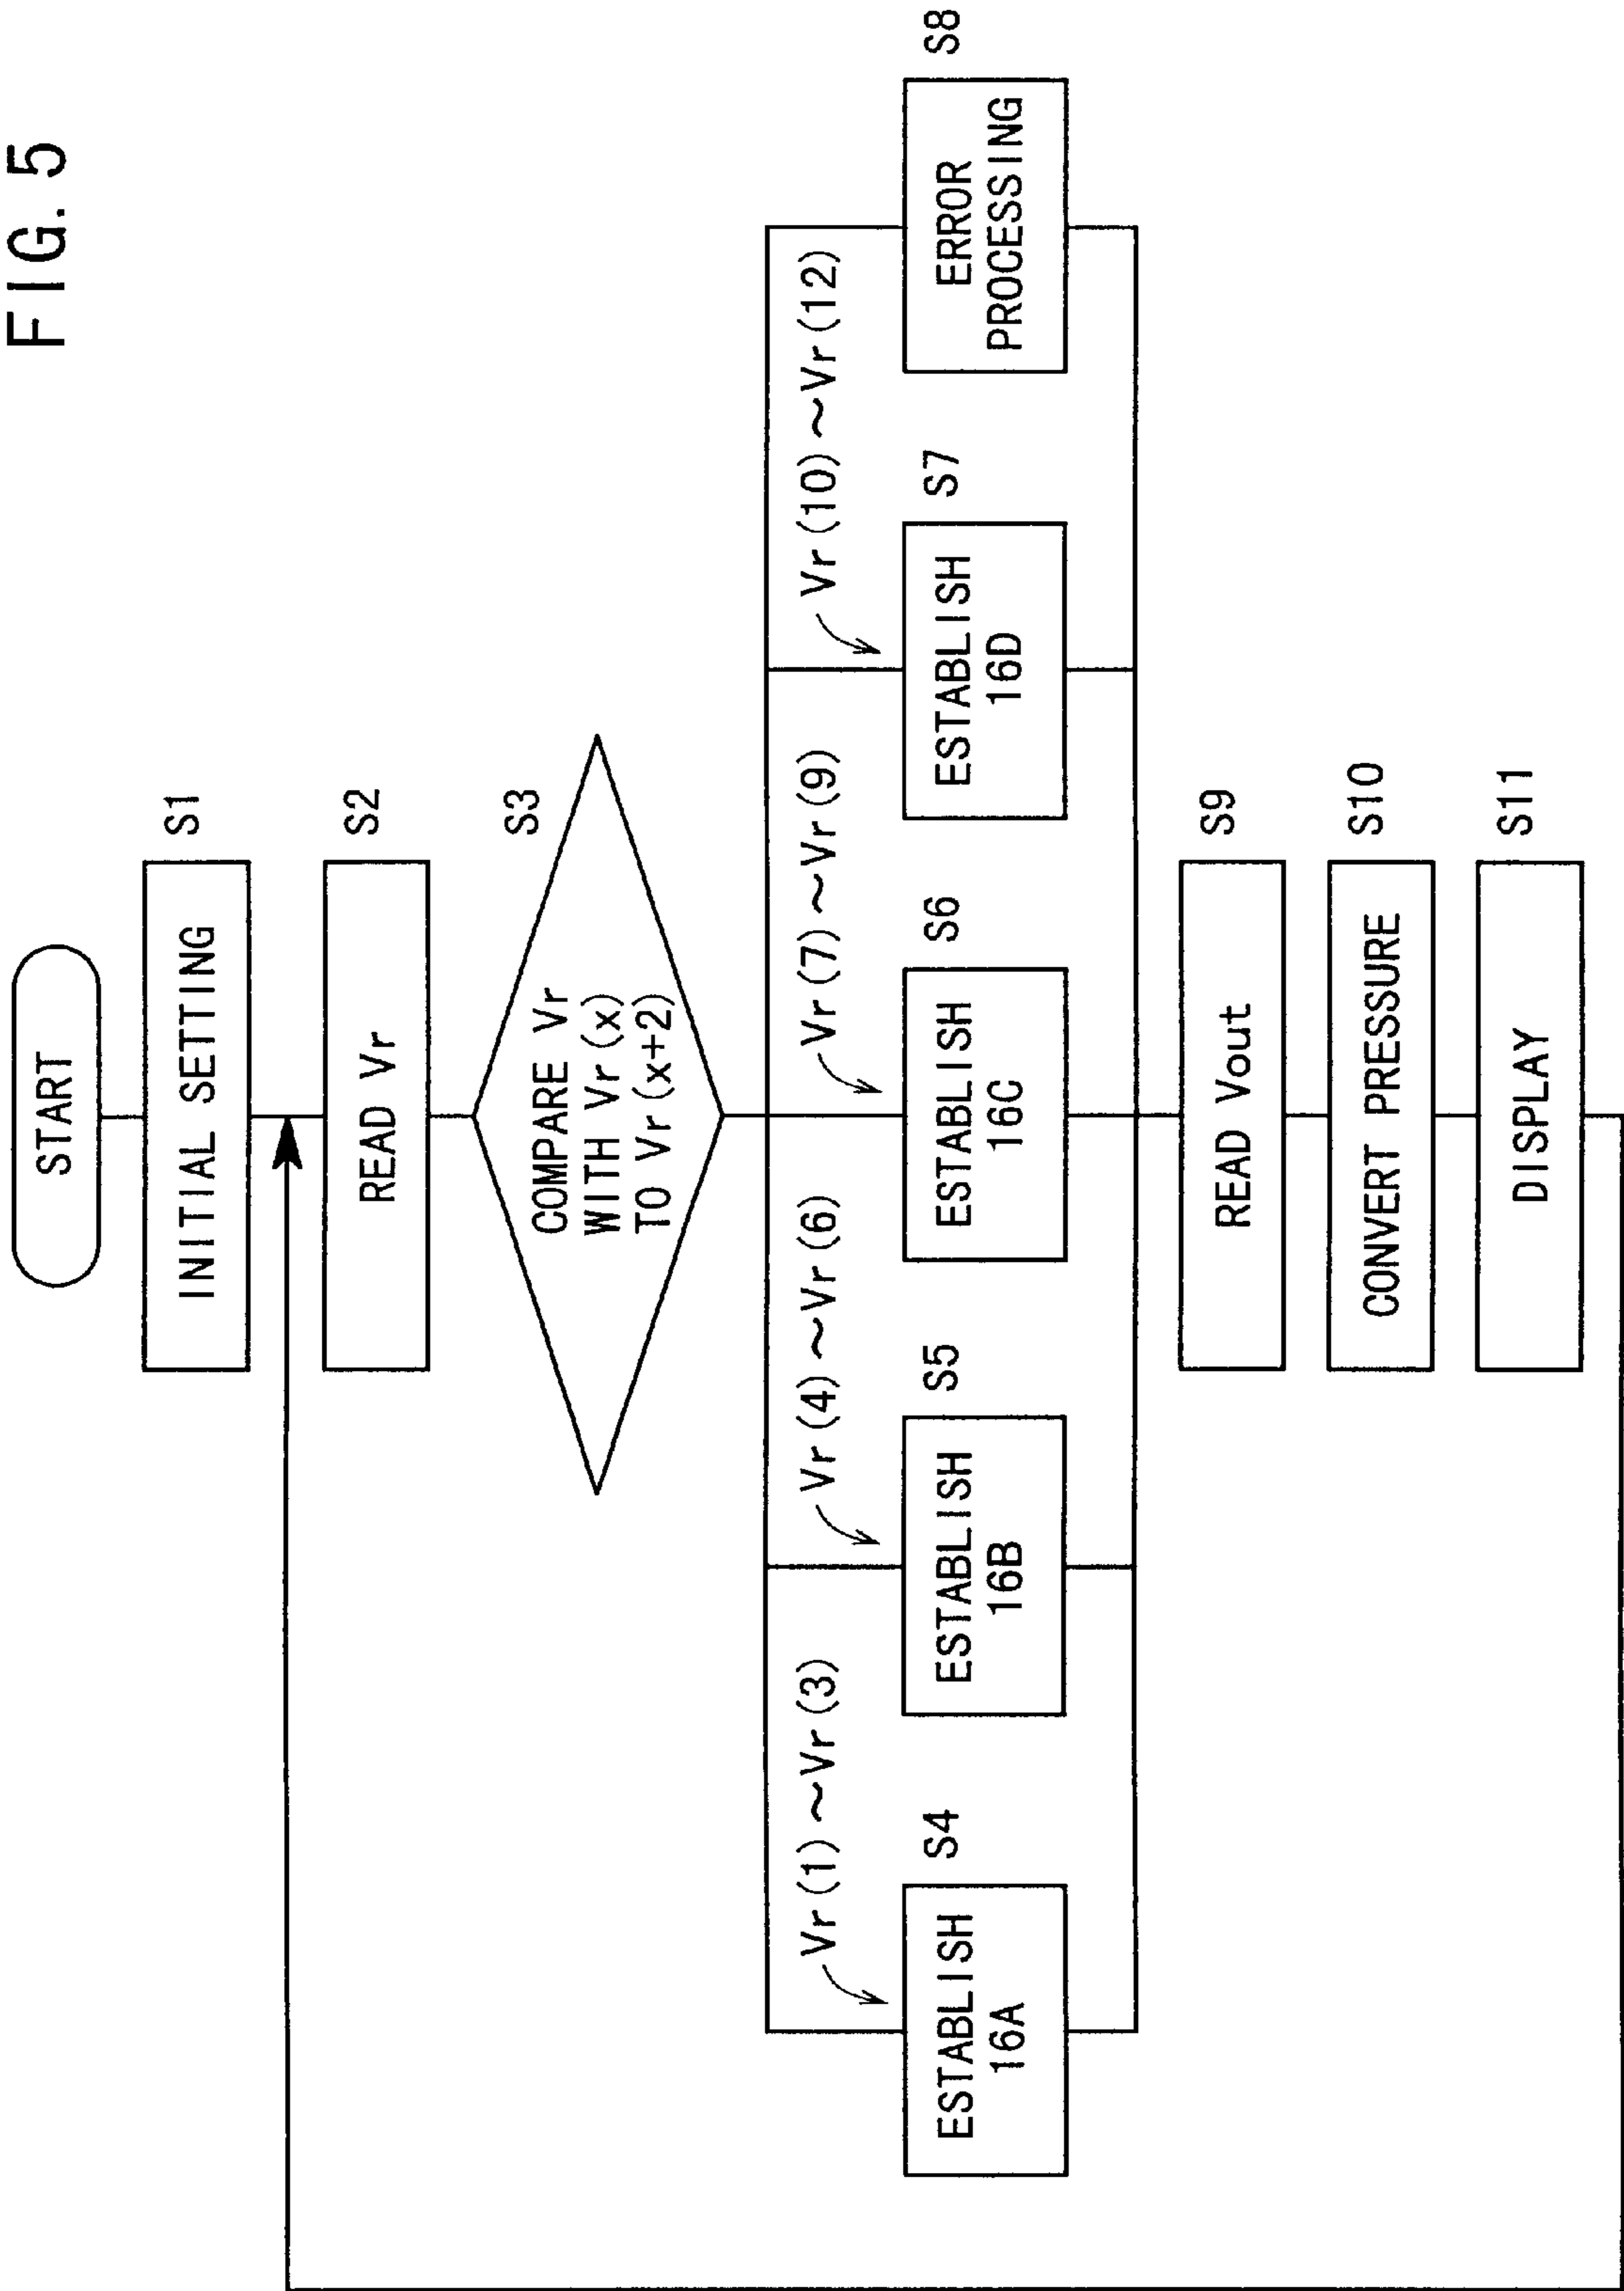 FIG. 5
START
INITIAL SETTING
S1
READ Vr
S2
COMPARE Vr
WITH Vr(x)
TO Vr(x+2)
S3
Vr(1)~Vr(3)
Vr(4)~Vr(6)
Vr(7)~Vr(9)
Vr(10)~Vr(12)
S4
S5
S6
S7
S8
ESTABLISH
16A
ESTABLISH
16B
ESTABLISH
16C
ESTABLISH
16D
ERROR
PROCESSING
READ Vout
S9
CONVERT PRESSURE
S10
DISPLAY
S11